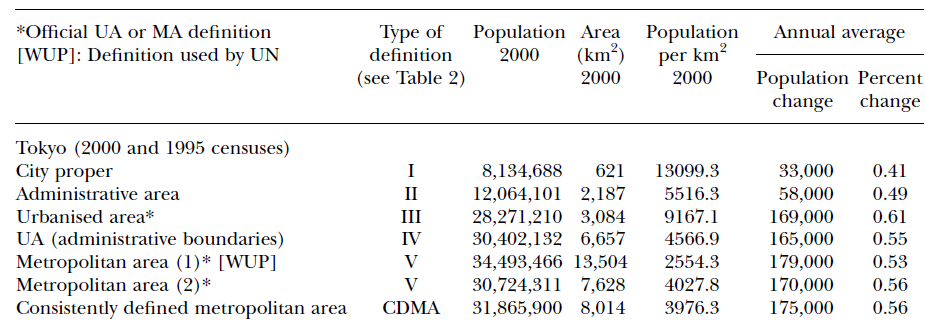 *Official UA or MA definition Type of Population Area Population Annual average
[WUP]: Definition used by UN definition 2000 (km2) per km2
(see Table 2) 2000 2000 Population Percent
change change
Tokyo (2000 and 1995 censuses)
City proper I 8,134,688 621 13099.3 33,000 0.41
Administrative area II 12,064,101 2,187 5516.3 58,000 0.49
Urbanised area* III 28,271,210 3,084 9167.1 169,000 0.61
UA (administrative boundaries) IV 30,402,132 6,657 4566.9 165,000 0.55
Metropolitan area (1)* [WUP] V 34,493,466 13,504 2554.3 179,000 0.53
Metropolitan area (2)* V 30,724,311 7,628 4027.8 170,000 0.56
Consistently defined metropolitan area CDMA 31,865,900 8,014 3976.3 175,000 0.56